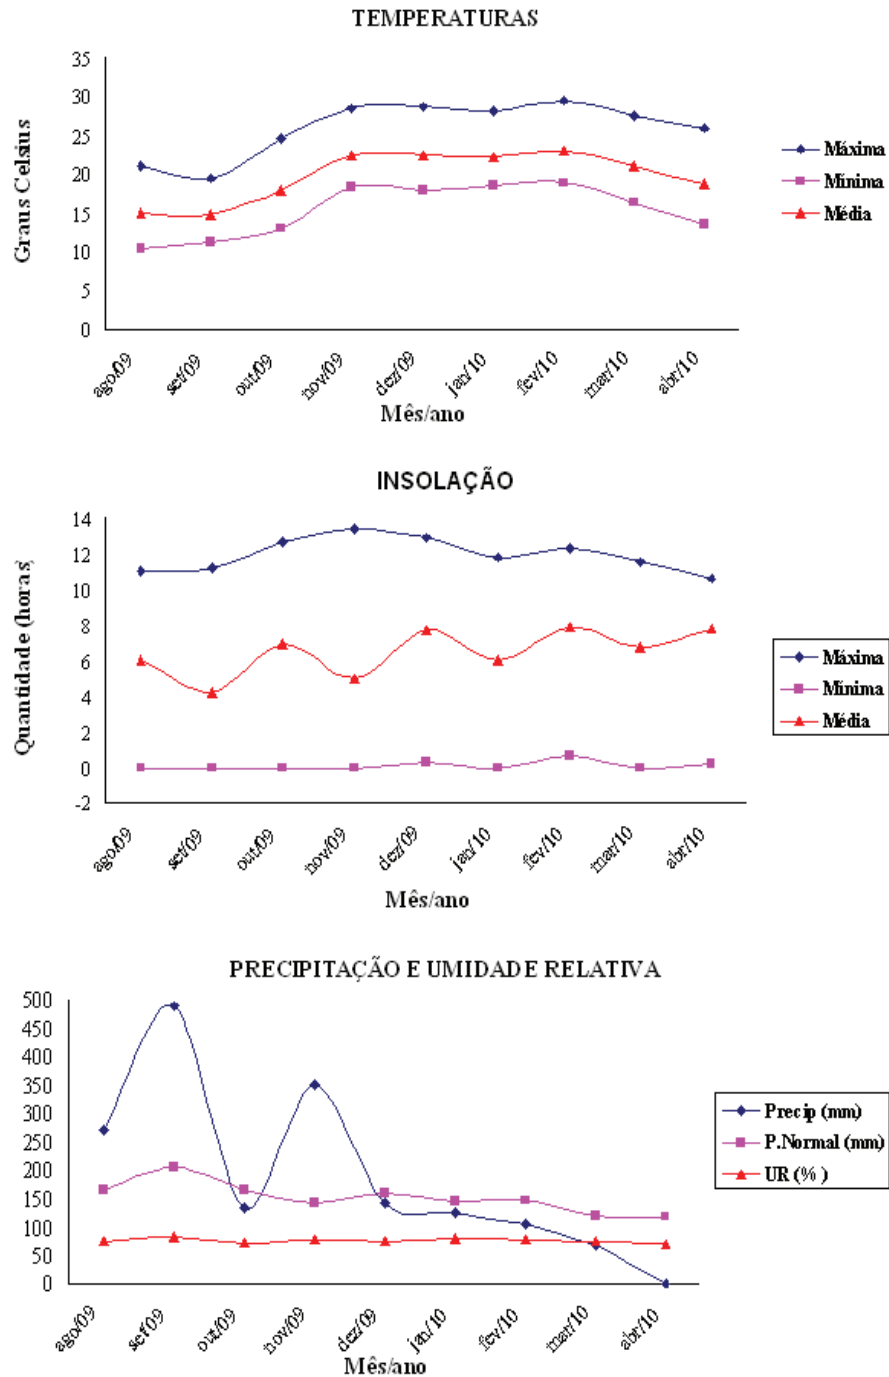 TEMPERATURAS
35
30
25
20
15
10
5
0
Graus Celsius
ago/09
set/09
out/09
nov/09
dez/09
jan/10
fev/10
mar/10
abr/10
Mês/ano
Máxima
Mínima
Média
INSOLAÇÃO
14
12
10
8
6
4
2
0
-2
Quantidade (horas)
ago/09
set/09
out/09
nov/09
dez/09
jan/10
fev/10
mar/10
abr/10
Mês/ano
Máxima
Mínima
Média
PRECIPITAÇÃO E UMIDADE RELATIVA
500
450
400
350
300
250
200
150
100
50
0
ago/09
set/09
out/09
nov/09
dez/09
jan/10
fev/10
mar/10
abr/10
Mês/ano
Precip (mm)
P.Normal (mm)
UR (% )